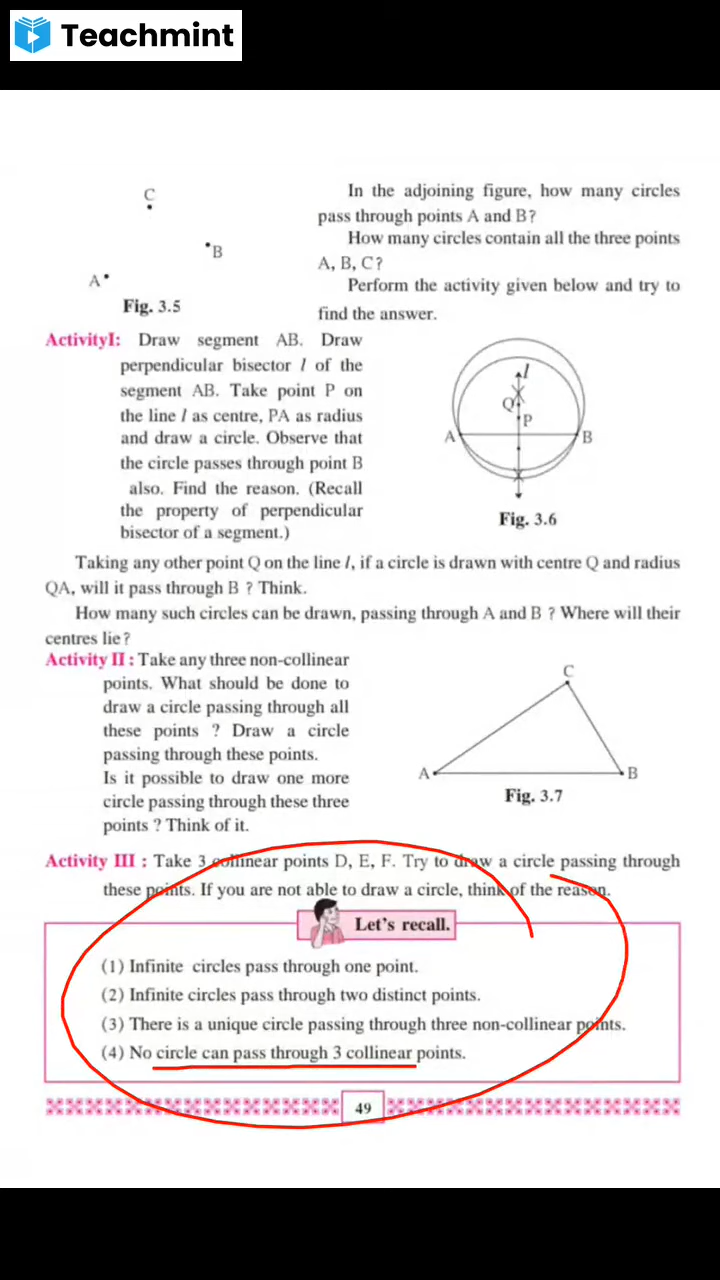 Teachmint
C
B
A
Fig. 3.5
In the adjoining figure, how many circles
pass through points A and B?
How many circles contain all the three points
A, B, C?
Perform the activity given below and try to
find the answer.
ActivityI: Draw segment AB. Draw
perpendicular bisector l of the
segment AB. Take point P on
the line l as centre, PA as radius
and draw a circle. Observe that
the circle passes through point B
also. Find the reason. (Recall
the property of perpendicular
bisector of a segment.)
l
Q
P
A
B
Fig. 3.6
Taking any other point Q on the line l, if a circle is drawn with centre Q and radius
QA, will it pass through B ? Think.
How many such circles can be drawn, passing through A and B ? Where will their
centres lie?
Activity II : Take any three non-collinear
points. What should be done to
draw a circle passing through all
these points ? Draw a circle
passing through these points.
Is it possible to draw one more
circle passing through these three
points ? Think of it.
C
A
B
Fig. 3.7
Activity III : Take 3 collinear points D, E, F. Try to draw a circle passing through
these points. If you are not able to draw a circle, think of the reason.
Let's recall.
(1) Infinite circles pass through one point.
(2) Infinite circles pass through two distinct points.
(3) There is a unique circle passing through three non-collinear points.
(4) No circle can pass through 3 collinear points.
49